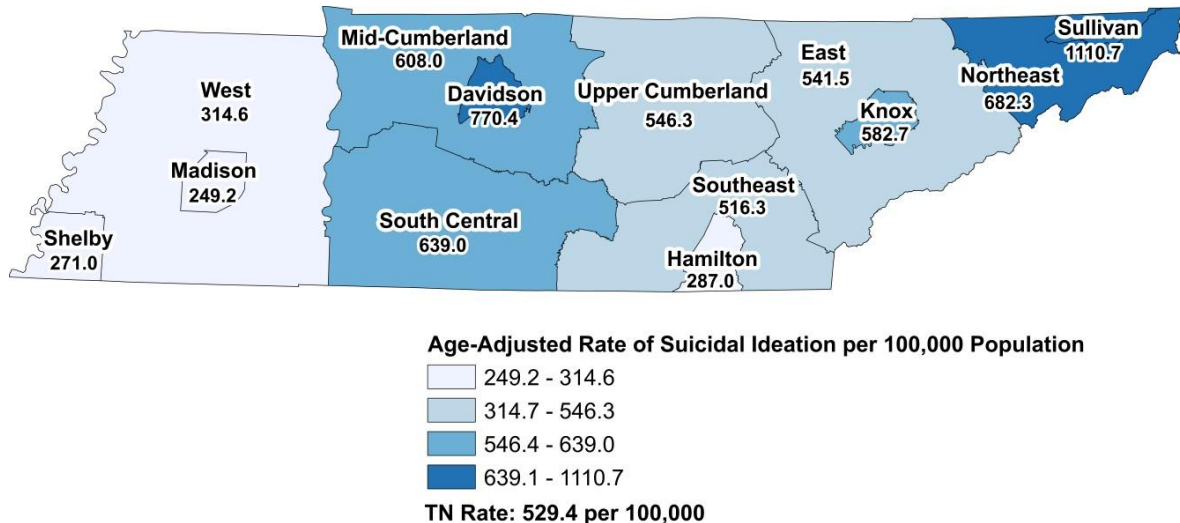 Mid-Cumberland
608.0
Sullivan
1110.7
East
541.5
Northeast
682.3
West
314.6
Davidson
770.4
Upper Cumberland
546.3
Knox
582.7
Madison
249.2
Southeast
516.3
South Central
639.0
Shelby
271.0
Hamilton
287.0
Age-Adjusted Rate of Suicidal Ideation per 100,000 Population
249.2 - 314.6
314.7 - 546.3
546.4 - 639.0
639.1 - 1110.7
TN Rate: 529.4 per 100,000